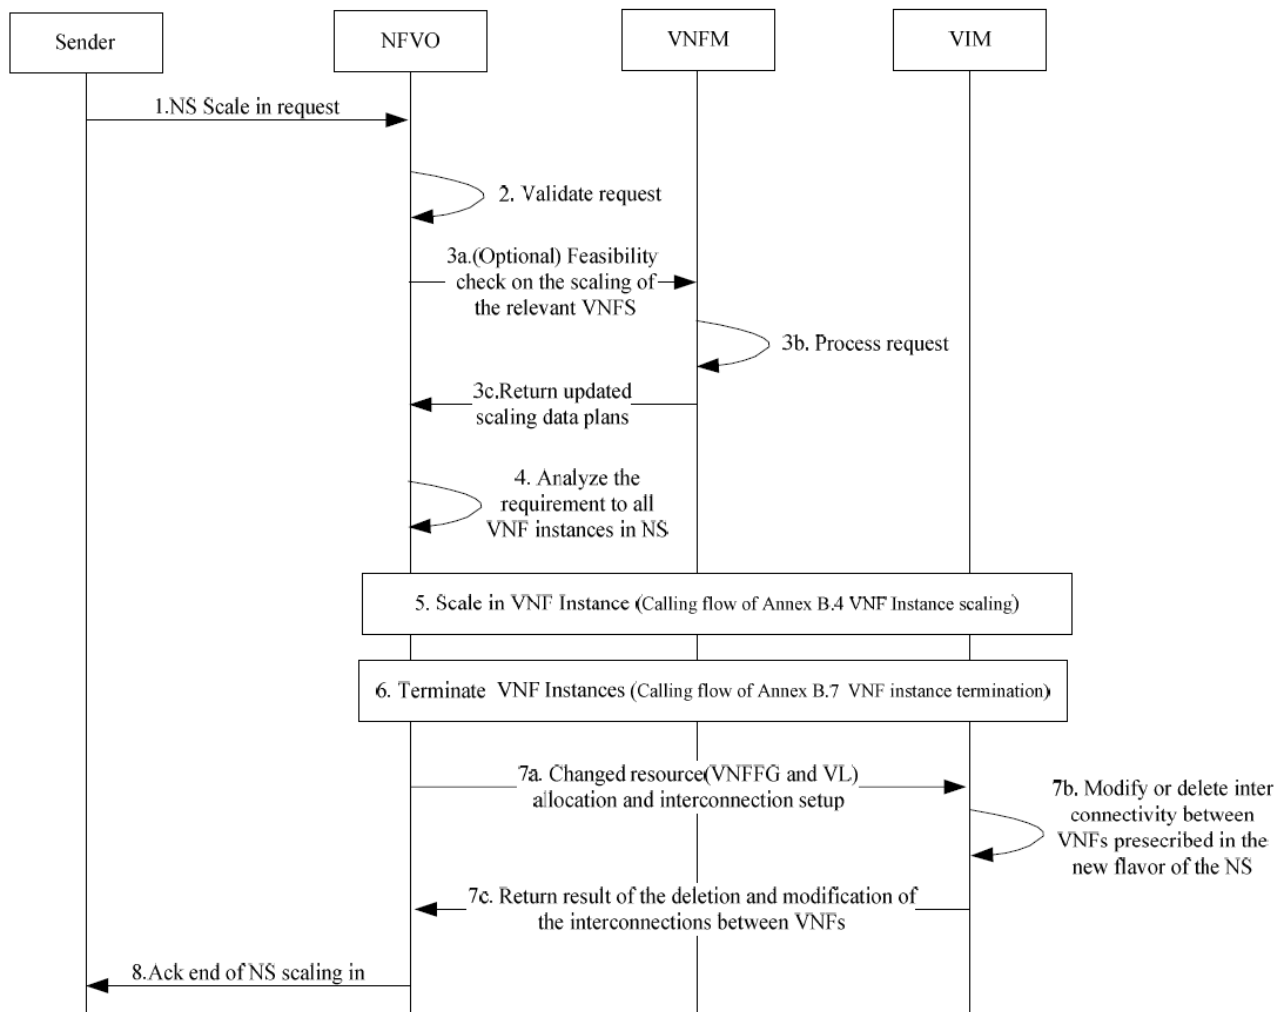 Sender
NFVO
VNFM
VIM
1.NS Scale in request
2. Validate request
3a.(Optional) Feasibility
check on the scaling of
the relevant VNFS
3b. Process request
3c.Return updated
scaling data plans
4. Analyze the
requirement to all
VNF instances in NS
5. Scale in VNF Instance (Calling flow of Annex B.4 VNF Instance scaling)
6. Terminate VNF Instances (Calling flow of Annex B.7 VNF instance termination)
7a. Changed resource(VNFFG and VL)
allocation and interconnection setup
7b. Modify or delete inter
connectivity between
VNFs presecribed in the
new flavor of the NS
7c. Return result of the deletion and modification of
the interconnections between VNFs
8.Ack end of NS scaling in